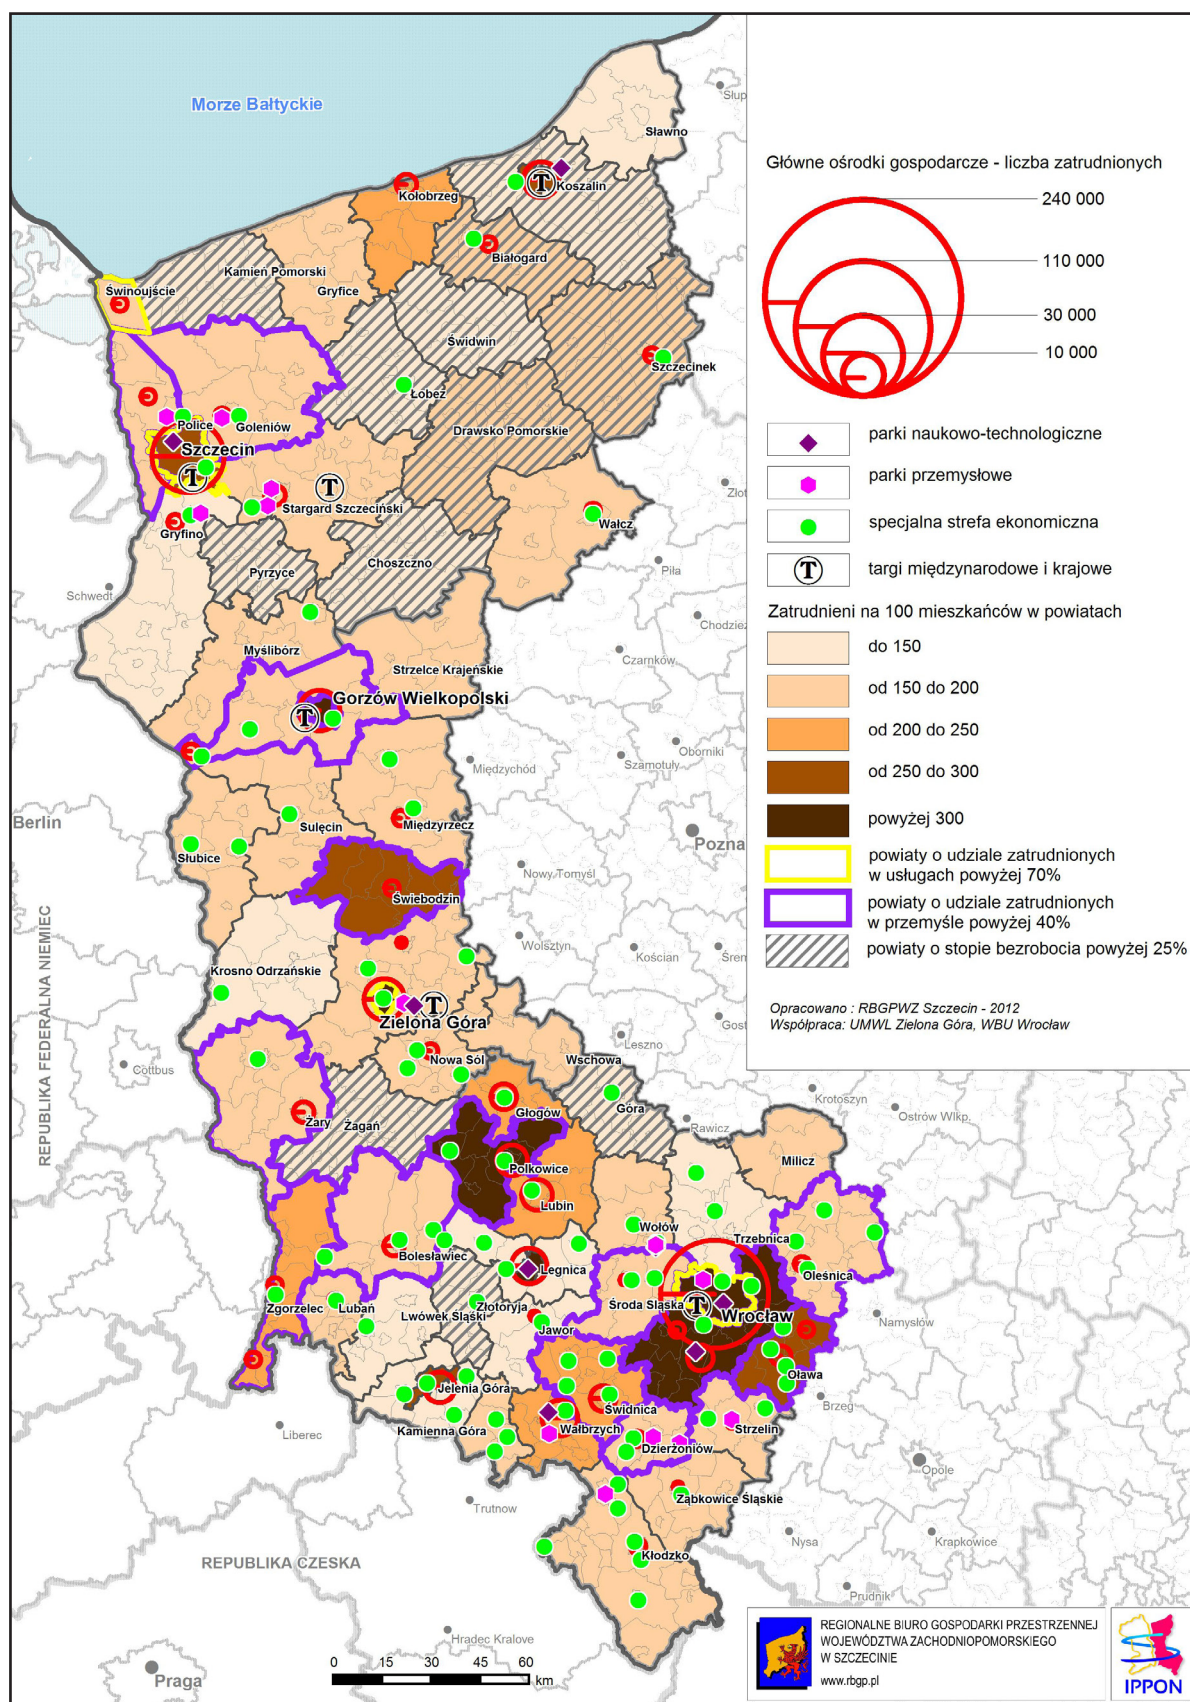 Morze Bałtyckie
Słup
Sławno
Koszalin
Kołobrzeg
Białogard
Kamień Pomorski
Gryfice
Świnoujście
Świdwin
Szczecinek
Łobez
Police
Goleniów
Drawsko Pomorskie
Szczecin
Stargard Szczeciński
Złot
Wałcz
Gryfino
Choszczno
Pyrzyce
Piła
Schwedt
Chodzież
Myślibórz
Czarnków
Strzelce Krajeńskie
Gorzów Wielkopolski
Oborniki
Międzychód
Szamotuły
Berlin
Sulęcin
Międzyrzecz
Pozna
Słubice
Nowy Tomyśl
Świebodzin
Wolsztyn
Kościan
Śrem
Krosno Odrzańskie
Zielona Góra
Gost
Leszno
Nowa Sól
Wschowa
Cottbus
Krotoszyn
Góra
Głogów
Ostrów Wlkp.
Żary
Żagań
Rawicz
Milicz
Polkowice
Lubin
Wołów
Trzebnica
Bolesławiec
Legnica
Oleśnica
Środa Śląska
Zgorzelec
Lubań
Lwówek Śląski
Złotoryja
Wrocław
Namysłów
Jawor
Oława
Jelenia Góra
Brzeg
Świdnica
Kamienna Góra
Wałbrzych
Strzelin
Liberec
Dzierżoniów
Opole
Trutnow
Ząbkowice Śląskie
Nysa
Krapkowice
Kłodzko
Prudnik
Hradec Kralove
Praga
REPUBLIKA FEDERALNA NIEMIEC
REPUBLIKA CZESKA
0 15 30 45 60
km
Główne ośrodki gospodarcze - liczba zatrudnionych
240 000
110 000
30 000
10 000
parki naukowo-technologiczne
parki przemysłowe
specjalna strefa ekonomiczna
T targi międzynarodowe i krajowe
Zatrudnieni na 100 mieszkańców w powiatach
do 150
od 150 do 200
od 200 do 250
od 250 do 300
powyżej 300
powiaty o udziale zatrudnionych
w usługach powyżej 70%
powiaty o udziale zatrudnionych
w przemyśle powyżej 40%
powiaty o stopie bezrobocia powyżej 25%
Opracowano : RBGPWZ Szczecin - 2012
Współpraca: UMWL Zielona Góra, WBU Wrocław
REGIONALNE BIURO GOSPODARKI PRZESTRZENNEJ
WOJEWÓDZTWA ZACHODNIOPOMORSKIEGO
W SZCZECINIE
www.rbgp.pl
IPPON